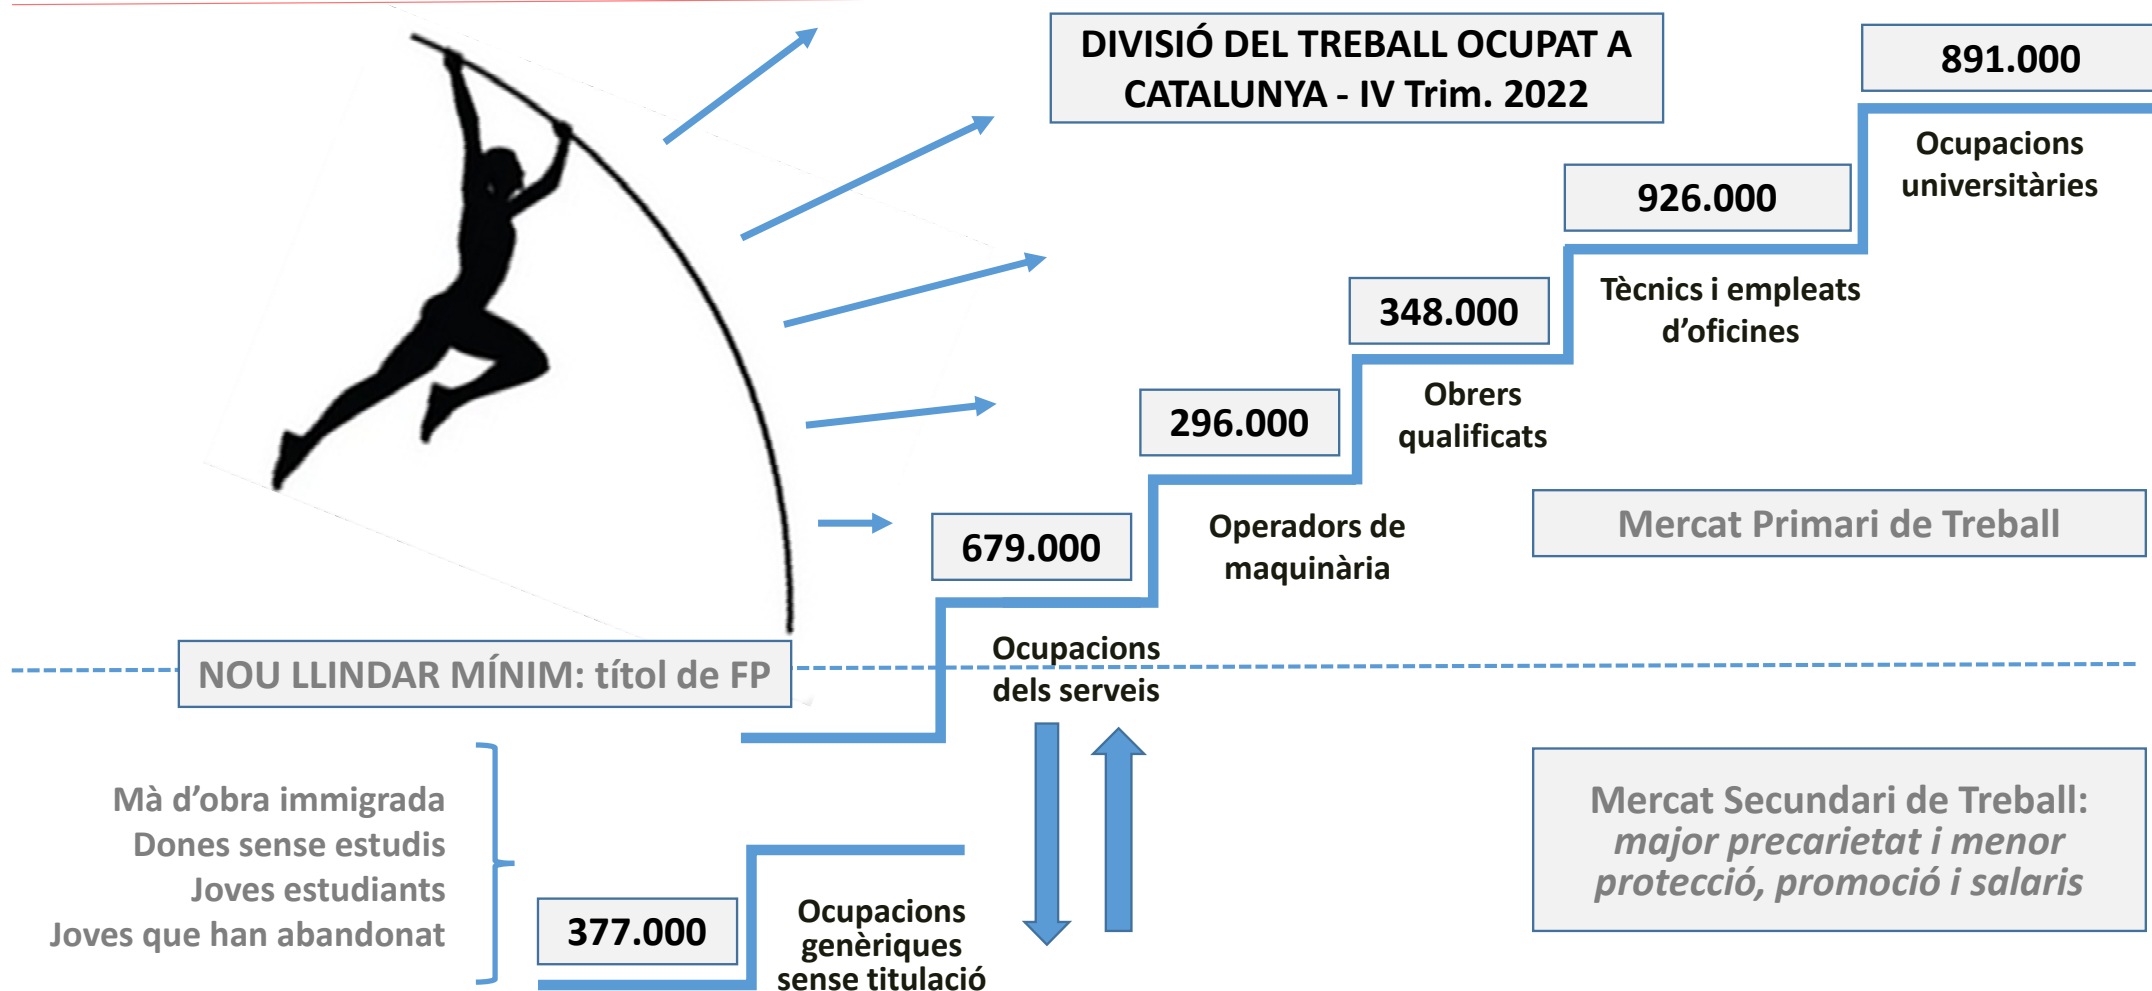 DIVISIÓ DEL TREBALL OCUPAT A
CATALUNYA - IV Trim. 2022
891.000
Ocupacions
universitàries
926.000
Tècnics i empleats
d’oficines
348.000
Obrers
qualificats
296.000
Operadors de
maquinària
Mercat Primari de Treball
679.000
Ocupacions
dels serveis
NOU LLINDAR MÍNIM: títol de FP
Mà d’obra immigrada
Dones sense estudis
Joves estudiants
Joves que han abandonat
377.000
Ocupacions
genèriques
sense titulació
Mercat Secundari de Treball:
major precarietat i menor
protecció, promoció i salaris